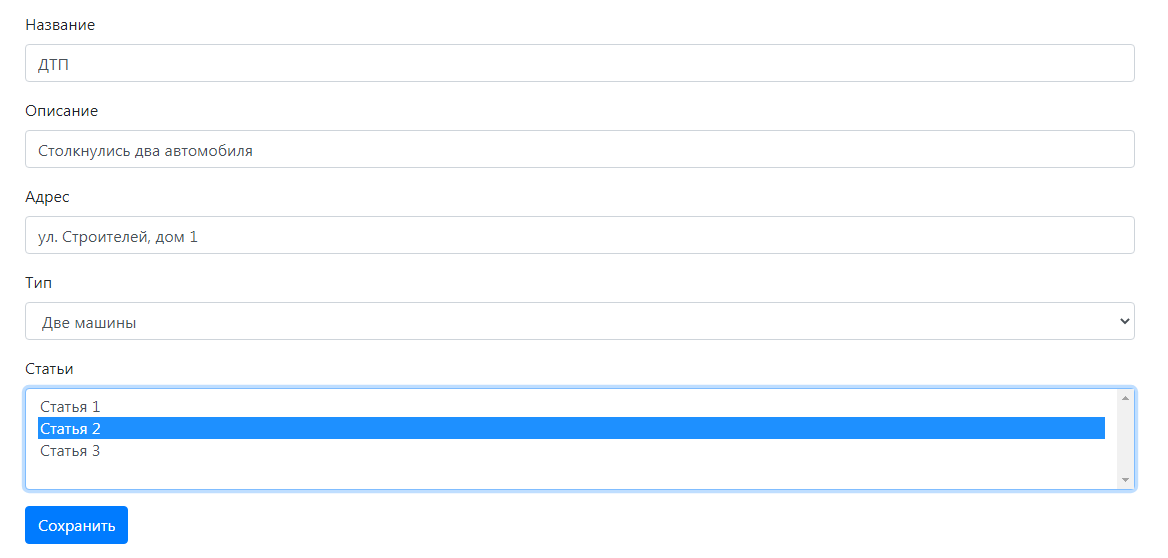 Название
ДТП
Описание
Столкнулись два автомобиля
Адрес
ул. Строителей, дом 1
Тип
Две машины
Статьи
Статья 1
Статья 2
Статья 3
Сохранить